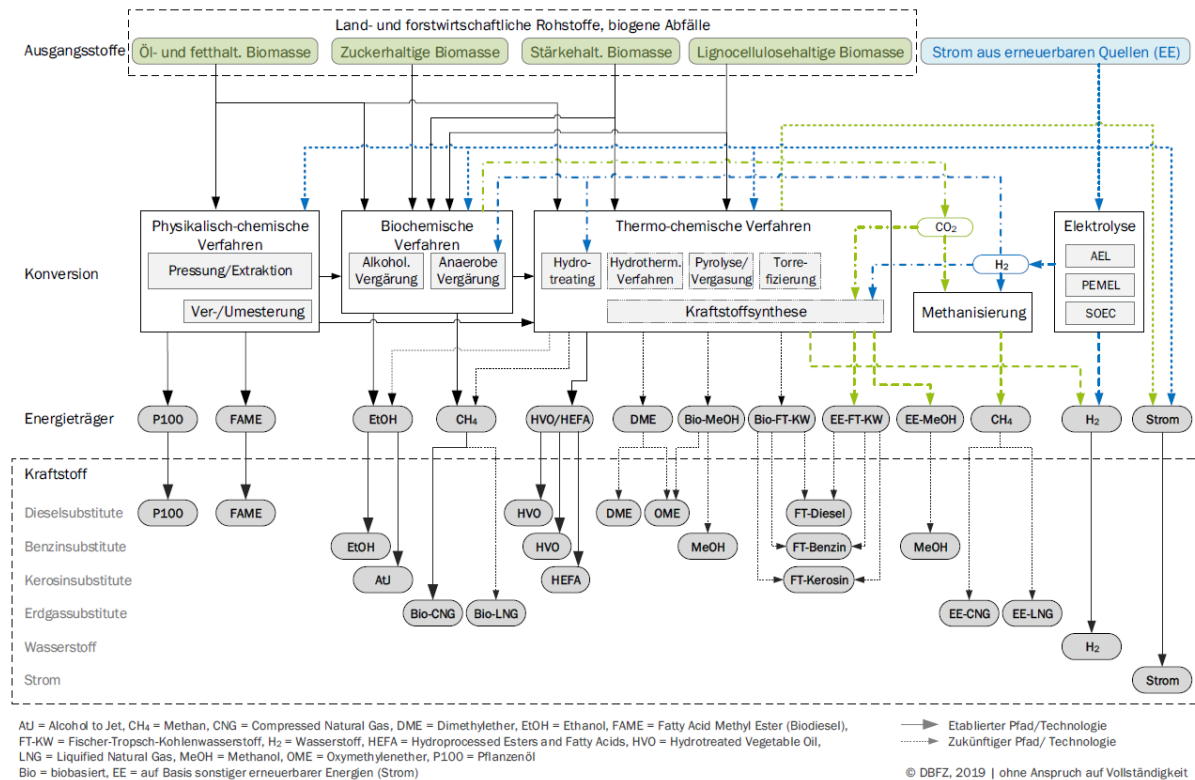 Land- und forstwirtschaftliche Rohstoffe, biogene Abfälle
Ausgangsstoffe
Öl- und fetthalt. Biomasse
Zuckerhaltige Biomasse
Stärkehalt. Biomasse
Lignocellulosehaltige Biomasse
Strom aus erneuerbaren Quellen (EE)
Konversion
Physikalisch-chemische
Verfahren
Pressung/Extraktion
Ver-/Umesterung
Biochemische
Verfahren
Alkohol.
Vergärung
Anaerobe
Vergärung
Thermo-chemische Verfahren
Hydro-
treating
Hydrotherm.
Verfahren
Pyrolyse/
Vergasung
Torre-
fizierung
Kraftstoffsynthese
CO₂
H₂
Methanisierung
Elektrolyse
AEL
PEMEL
SOEC
Energieträger
P100
FAME
EtOH
CH₄
HVO/HEFA
DME
Bio-MeOH
Bio-FT-KW
EE-FT-KW
EE-MeOH
CH₄
H₂
Strom
Kraftstoff
Dieselsubstitute
P100
FAME
HVO
DME
OME
FT-Diesel
Benzinsubstitute
EtOH
HVO
MeOH
FT-Benzin
MeOH
Kerosinsubstitute
AtJ
HEFA
FT-Kerosin
Erdgassubstitute
Bio-CNG
Bio-LNG
EE-CNG
EE-LNG
Wasserstoff
H₂
Strom
Strom
AtJ = Alcohol to Jet, CH₄ = Methan, CNG = Compressed Natural Gas, DME = Dimethylether, EtOH = Ethanol, FAME = Fatty Acid Methyl Ester (Biodiesel),
FT-KW = Fischer-Tropsch-Kohlenwasserstoff, H₂ = Wasserstoff, HEFA = Hydroprocessed Esters and Fatty Acids, HVO = Hydrotreated Vegetable Oil,
LNG = Liquified Natural Gas, MeOH = Methanol, OME = Oxymethylenether, P100 = Pflanzenöl
Bio = biobasiert, EE = auf Basis sonstiger erneuerbarer Energien (Strom)
Etablierter Pfad/Technologie
Zukünftiger Pfad/ Technologie
© DBFZ, 2019 | ohne Anspruch auf Vollständigkeit